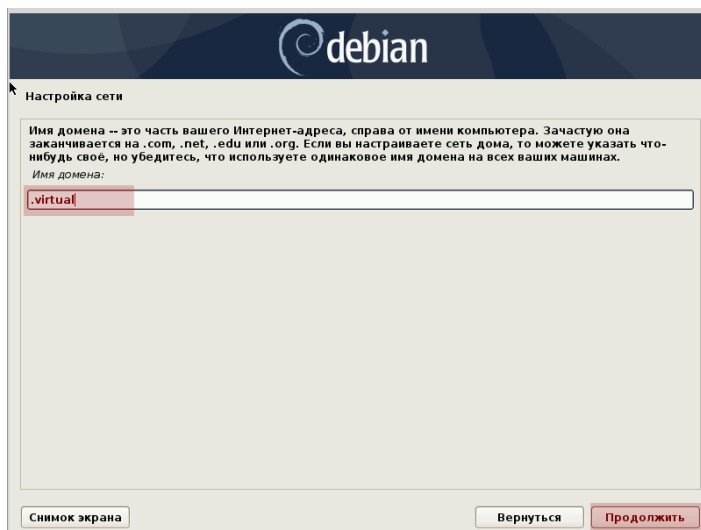 debian
Настройка сети
Имя домена -- это часть вашего Интернет-адреса, справа от имени компьютера. Зачастую она
заканчивается на .com, .net, .edu или .org. Если вы настраиваете сеть дома, то можете указать что-
нибудь своё, но убедитесь, что используете одинаковое имя домена на всех ваших машинах.
Имя домена:
.virtual
Снимок экрана
Вернуться
Продолжить